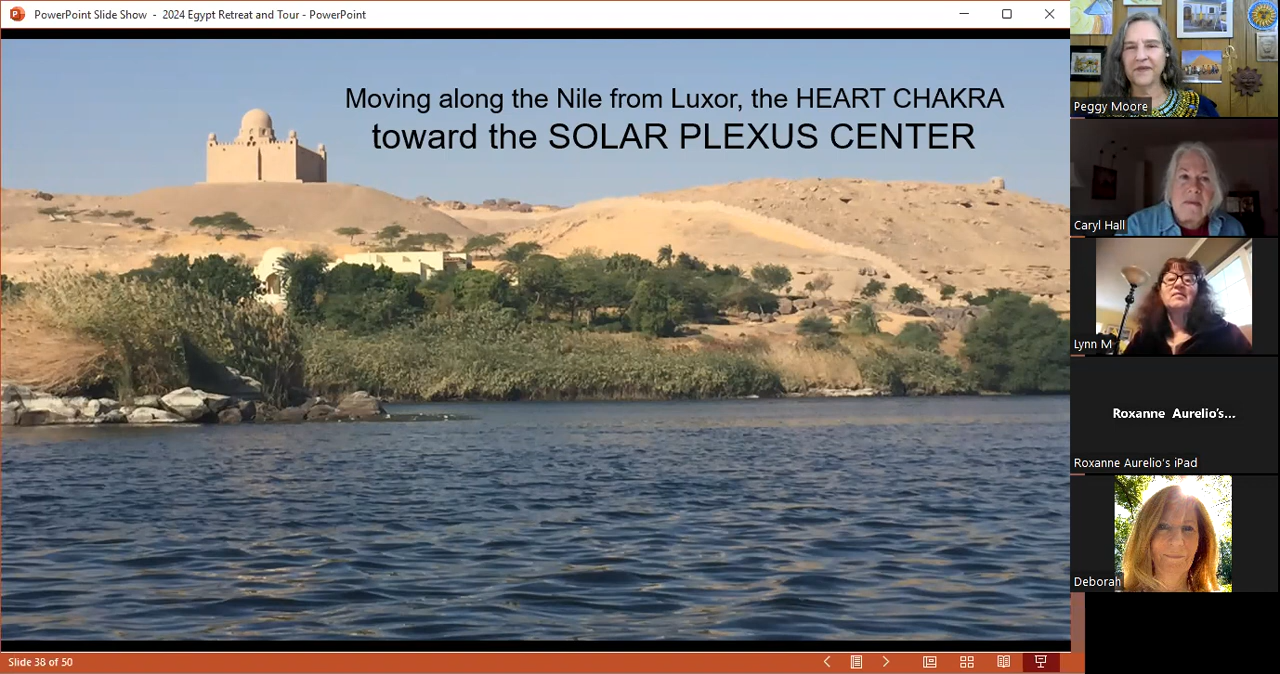 PowerPoint Slide Show - 2024 Egypt Retreat and Tour - PowerPoint
Moving along the Nile from Luxor, the HEART CHAKRA
toward the SOLAR PLEXUS CENTER
Peggy Moore
Caryl Hall
Lynn M
Roxanne Aurelio's...
Roxanne Aurelio's iPad
Deborah
Slide 38 of 50